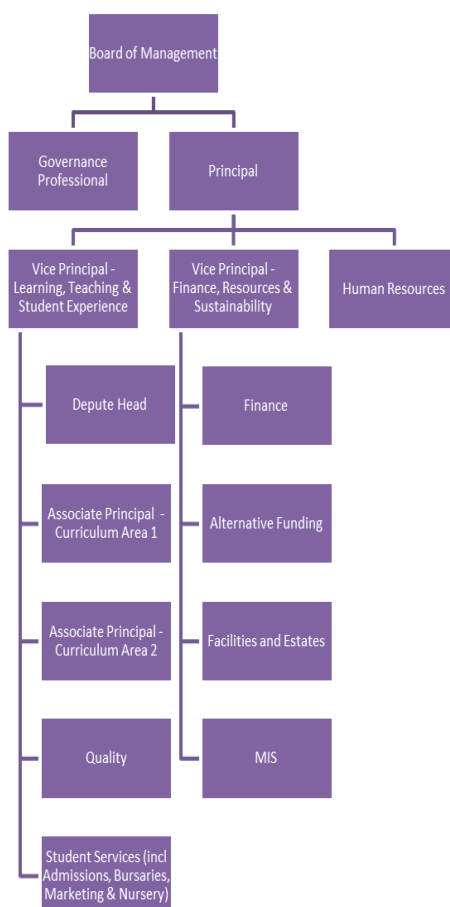 Board of Management
Governance
Professional
Principal
Vice Principal -
Learning, Teaching &
Student Experience
Vice Principal -
Finance, Resources &
Sustainability
Human Resources
Depute Head
Finance
Associate Principal -
Curriculum Area 1
Alternative Funding
Associate Principal -
Curriculum Area 2
Facilities and Estates
Quality
MIS
Student Services (incl
Admissions, Bursaries,
Marketing & Nursery)